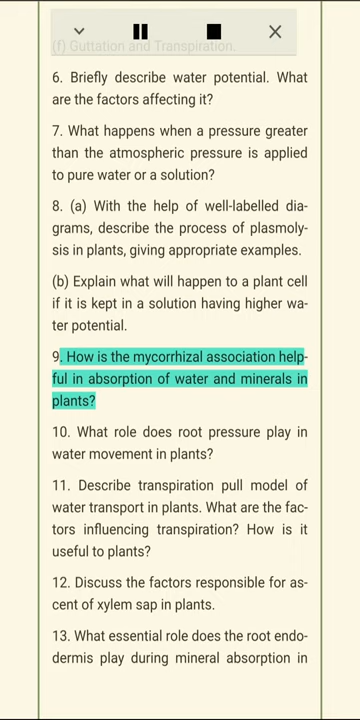 (f) Guttation and Transpiration.
6. Briefly describe water potential. What
are the factors affecting it?
7. What happens when a pressure greater
than the atmospheric pressure is applied
to pure water or a solution?
8. (a) With the help of well-labelled dia-
grams, describe the process of plasmoly-
sis in plants, giving appropriate examples.
(b) Explain what will happen to a plant cell
if it is kept in a solution having higher wa-
ter potential.
9. How is the mycorrhizal association help-
ful in absorption of water and minerals in
plants?
10. What role does root pressure play in
water movement in plants?
11. Describe transpiration pull model of
water transport in plants. What are the fac-
tors influencing transpiration? How is it
useful to plants?
12. Discuss the factors responsible for as-
cent of xylem sap in plants.
13. What essential role does the root endo-
dermis play during mineral absorption in